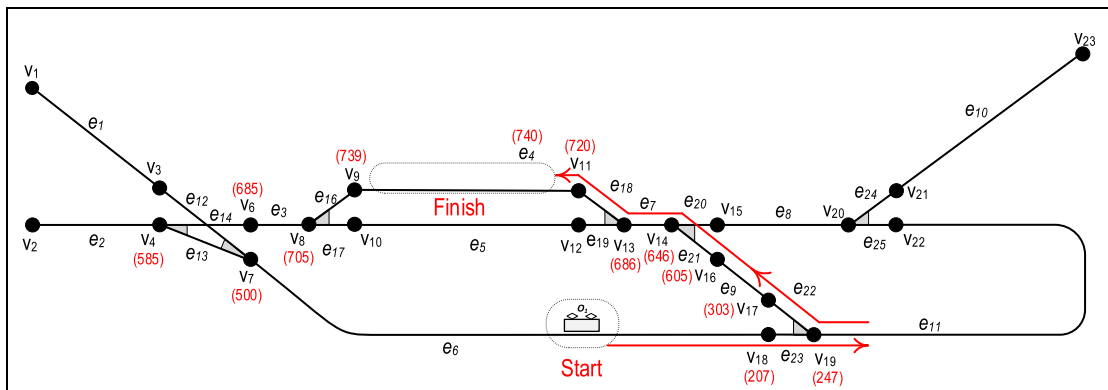 v23
v1
e1
e10
(740)
e4
(720)
v11
(739)
v9
v3
e12
(685)
v6
e16
e18
e7
e20
e24
v21
e14
e3
Finish
v15
e8
v20
v2
e2
v4
e13
v8
e17
v10
e5
v12
e19
v13
v14
e21
e25
v22
(585)
v7
(705)
(686)
(646)
(605)
v16
(500)
e9
e22
(303)
v17
o1
e6
Start
v18
e23
v19
e11
(207)
(247)